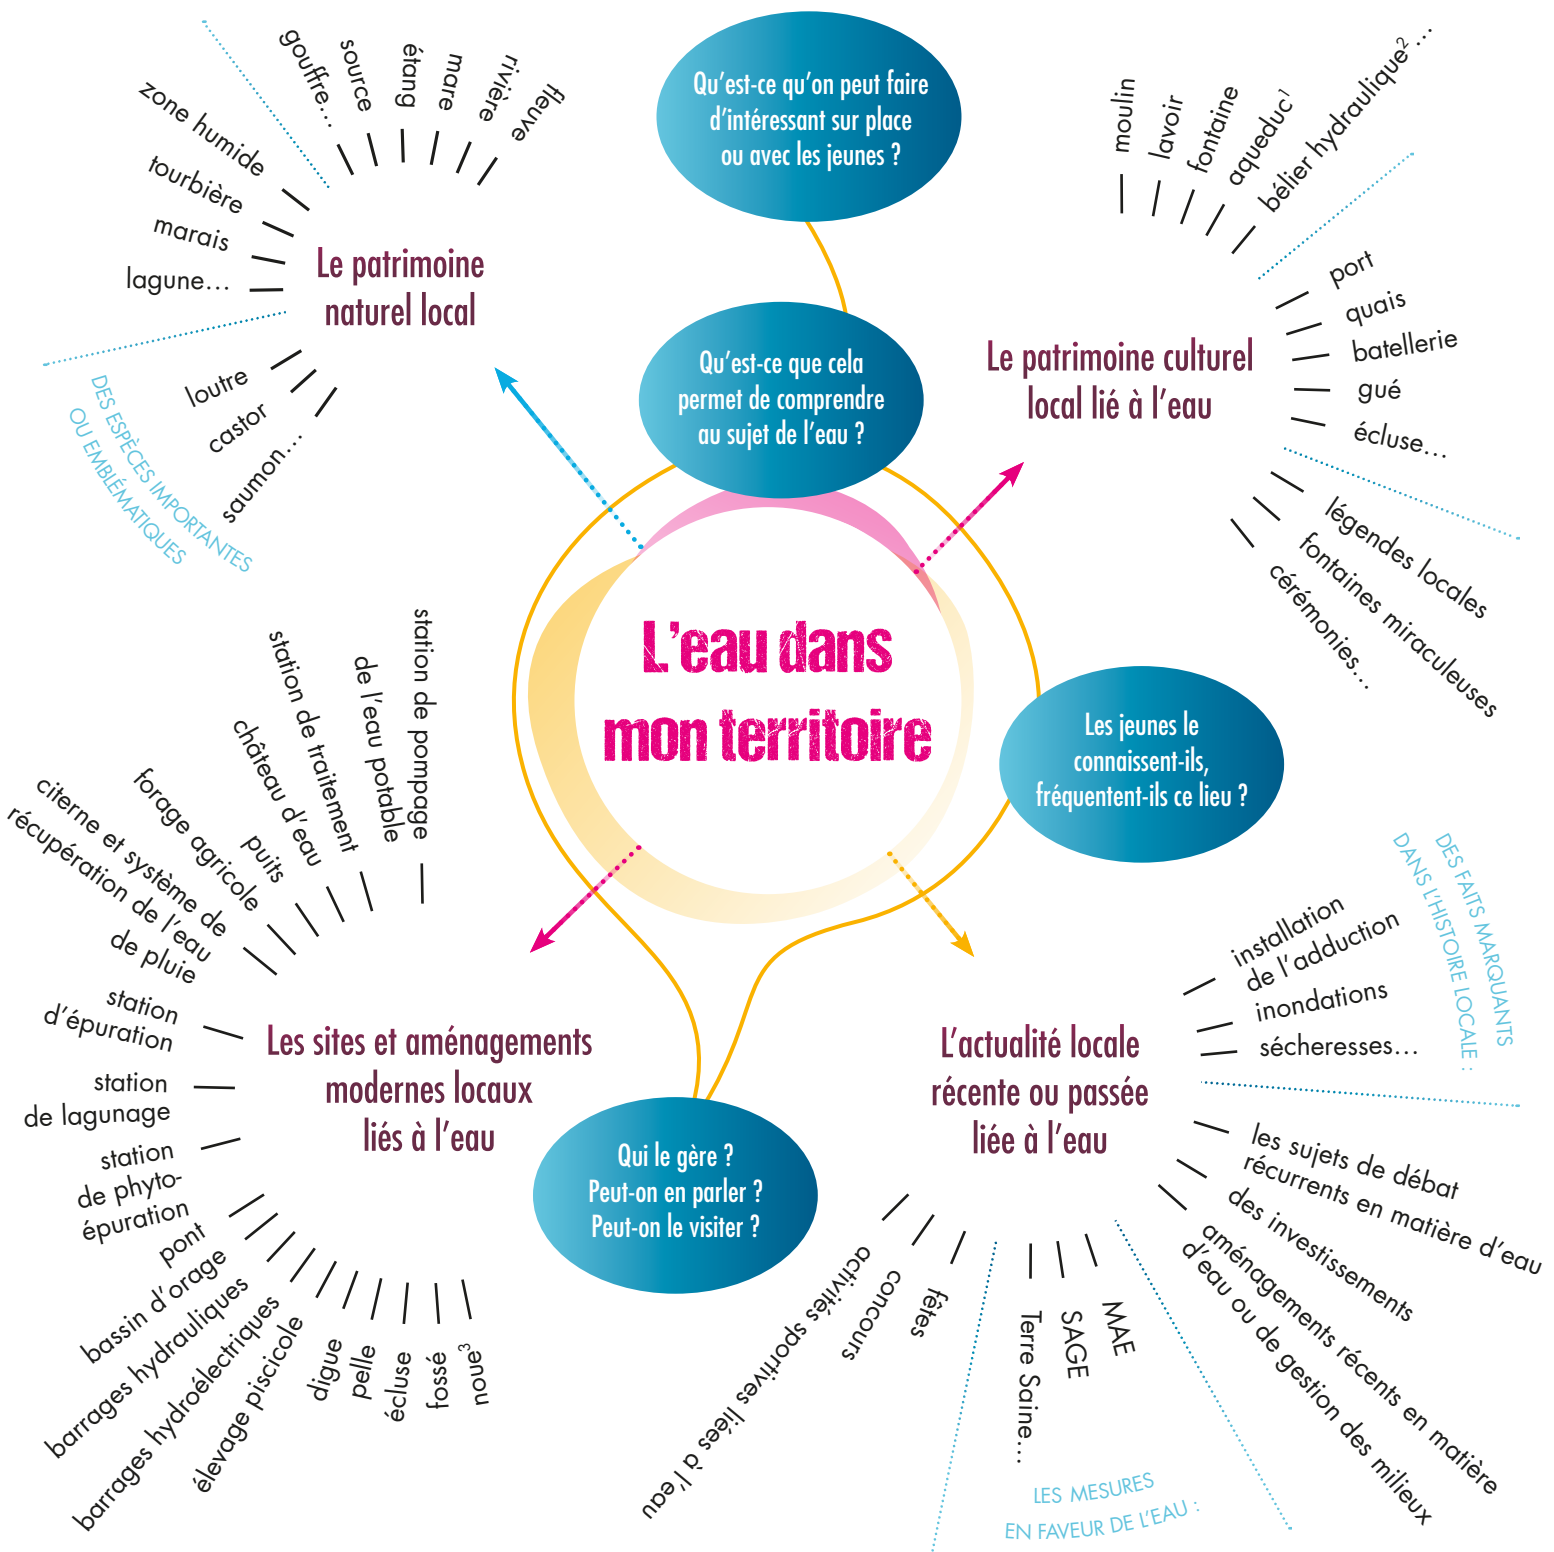 Qu’est-ce qu’on peut faire
d’intéressant sur place
ou avec les jeunes ?
Qu’est-ce que cela
permet de comprendre
au sujet de l’eau ?
L’eau dans
mon territoire
Les jeunes le
connaissent-ils,
fréquentent-ils ce lieu ?
Qui le gère ?
Peut-on en parler ?
Peut-on le visiter ?
Le patrimoine
naturel local
fleuve
rivière
mare
étang
source
gouffre…
zone humide
tourbière
marais
lagune…
loutre
castor
saumon…
DES ESPÈCES IMPORTANTES
OU EMBLÉMATIQUES
Le patrimoine culturel
local lié à l’eau
moulin
lavoir
fontaine
aqueduc¹
bélier hydraulique²…
port
quais
batellerie
gué
écluse…
légendes locales
fontaines miraculeuses
cérémonies…
Les sites et aménagements
modernes locaux
liés à l’eau
station de pompage
de l’eau potable
station de traitement
château d’eau
puits
forage agricole
citerne et système de
récupération de l’eau
de pluie
station
d’épuration
station
de lagunage
station
de phyto-
épuration
pont
bassin d’orage
barrages hydrauliques
barrages hydroélectriques
élevage piscicole
digue
pelle
écluse
fossé
noue³
L’actualité locale
récente ou passée
liée à l’eau
DES FAITS MARQUANTS
DANS L’HISTOIRE LOCALE :
installation
de l’adduction
inondations
sécheresses…
les sujets de débat
récurrents en matière d’eau
des investissements
aménagements récents en matière
d’eau ou de gestion des milieux
MAE
SAGE
Terre Saine…
LES MESURES
EN FAVEUR DE L’EAU :
fêtes
concours
activités sportives liées à l’eau